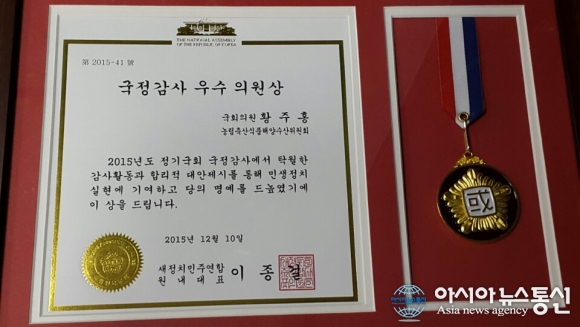 THE NATIONAL ASSEMBLY
OF THE REPUBLIC OF KOREA
第 2015-41 號
국정감사 우수 의원상
국회의원 황 주 홍
농림축산식품해양수산위원회
2015년도 정기국회 국정감사에서 탁월한
감사활동과 합리적 대안제시를 통해 민생정치
실현에 기여하고 당의 명예를 드높였기에
이 상을 드립니다.
2015년 12월 10일
새정치민주연합
원 내 대 표 이 종 걸
아시아뉴스통신
Asia news agency